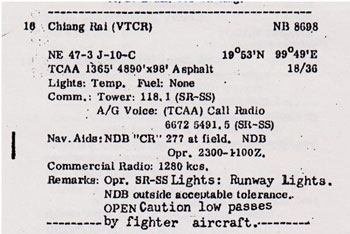 16 Chiang Rai (VTCR) NB 8698
NE 47-3 J-10-C 19°53'N 99°49'E
TCAA 1365' 4890'x98' Asphalt 18/36
Lights: Temp. Fuel: None
Comm.: Tower: 118.1 (SR-SS)
A/G Voice: (TCAA) Call Radio
6672 5491.5 (SR-SS)
Nav. Aids: NDB "CR" 277 at field. NDB
Opr. 2300-1100Z.
Commercial Radio: 1280 kcs.
Remarks: Opr. SR-SS Lights: Runway Lights.
NDB outside acceptable tolerance.
OPEN Caution low passes
by fighter aircraft.